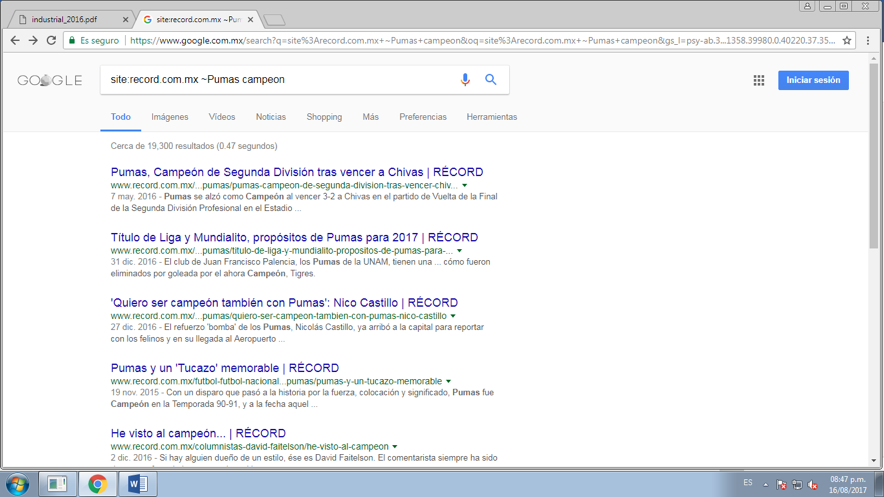 industrial_2016.pdf
site:record.com.mx ~Pum
Es seguro
https://www.google.com.mx/search?q=site%3Arecord.com.mx+~Pumas+campeon&oq=site%3Arecord.com.mx+~Pumas+campeon&gs_l=psy-ab.3...1358.39980.0.40220.37.35...
GOOGLE
site:record.com.mx ~Pumas campeon
Iniciar sesión
Todo Imágenes Vídeos Noticias Shopping Más Preferencias Herramientas
Cerca de 19,300 resultados (0.47 segundos)
Pumas, Campeón de Segunda División tras vencer a Chivas | RÉCORD
www.record.com.mx/...pumas/pumas-campeon-de-segunda-division-tras-vencer-chiv...
7 may. 2016 - Pumas se alzó como Campeón al vencer 3-2 a Chivas en el partido de Vuelta de la Final
de la Segunda División Profesional en el Estadio ...
Título de Liga y Mundialito, propósitos de Pumas para 2017 | RÉCORD
www.record.com.mx/...pumas/titulo-de-liga-y-mundialito-propositos-de-pumas-para-...
31 dic. 2016 - El club de Juan Francisco Palencia, los Pumas de la UNAM, tienen una ... cómo fueron
eliminados por goleada por el ahora Campeón, Tigres.
'Quiero ser campeón también con Pumas': Nico Castillo | RÉCORD
www.record.com.mx/...pumas/quiero-ser-campeon-tambien-con-pumas-nico-castillo
27 dic. 2016 - El refuerzo 'bomba' de los Pumas, Nicolás Castillo, ya arribó a la capital para reportar
con los felinos y en su llegada al Aeropuerto ...
Pumas y un 'Tucazo' memorable | RÉCORD
www.record.com.mx/futbol-futbol-nacional...pumas/pumas-y-un-tucazo-memorable
19 nov. 2015 - Con un disparo que pasó a la historia por la fuerza, colocación y significado, Pumas fue
Campeón en la Temporada 90-91, y a la fecha aquel ...
He visto al campeón... | RÉCORD
www.record.com.mx/columnistas-david-faitelson/he-visto-al-campeon
2 dic. 2016 - Si hay alguien dueño de un estilo, ése es David Faitelson. El comentarista siempre ha sido
ES
08:47 p.m.
16/08/2017